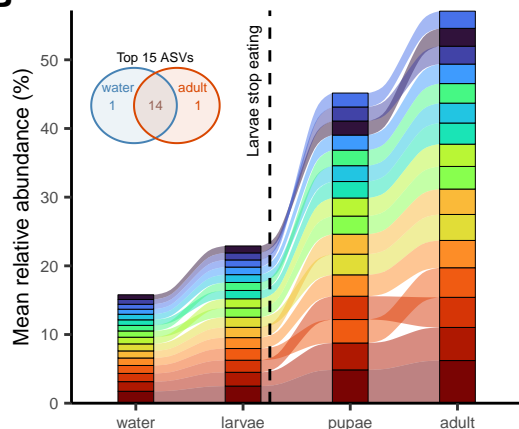 Top 15 ASVs
water
adult
1
14
1
Larvae stop eating
Mean relative abundance (%)
50
40
30
20
10
0
water
larvae
pupae
adult